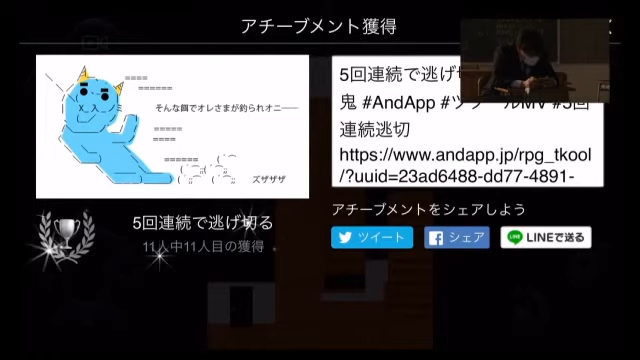 アチーブメント獲得
そんな餌でオレさまが釣られオニ――
ズザザザ
5回連続で逃げ切る
11人中11人目の獲得
5回連続で逃げ
鬼 #AndApp #ツクールMV #5回
連続逃切
https://www.andapp.jp/rpg_tkool
/?uuid=23ad6488-dd77-4891-
アチーブメントをシェアしよう
ツイート
シェア
LINE LINEで送る